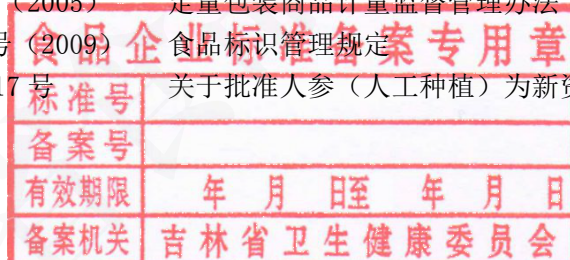 (2005) 定量包装商品计量监督管理办法
号 (2009) 食品标识管理规定
17 号 关于批准人参（人工种植）为新资
食品企业标准备案专用章
标准号
备案号
有效期限 年 月 日至 年 月 日
备案机关 吉林省卫生健康委员会